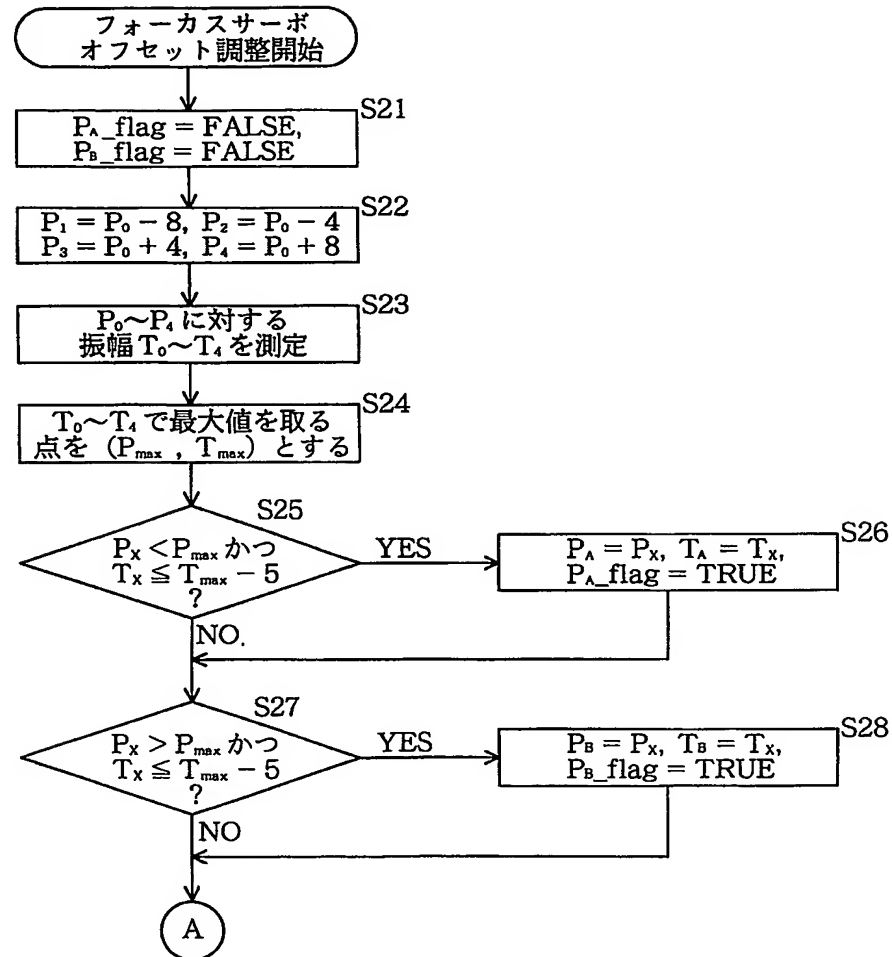 フォーカスサーボ
オフセット調整開始
S21
P_A_flag = FALSE,
P_B_flag = FALSE
S22
P₁ = P₀ − 8, P₂ = P₀ − 4
P₃ = P₀ + 4, P₄ = P₀ + 8
S23
P₀～P₄ に対する
振幅 T₀～T₄ を測定
S24
T₀～T₄ で最大値を取る
点を (P_max , T_max) とする
S25
P_X < P_max かつ
T_X ≦ T_max − 5
?
YES
S26
P_A = P_X, T_A = T_X,
P_A_flag = TRUE
NO.
S27
P_X > P_max かつ
T_X ≦ T_max − 5
?
YES
S28
P_B = P_X, T_B = T_X,
P_B_flag = TRUE
NO
A